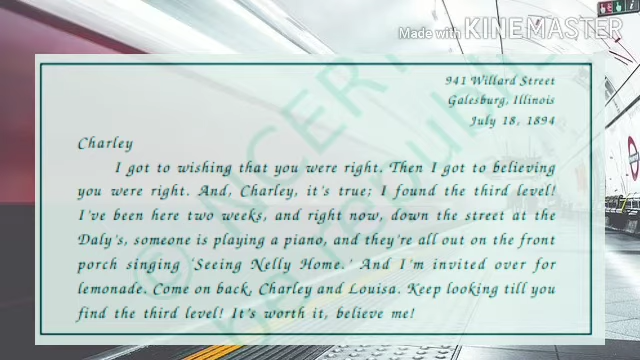 Made with KINEMASTER
941 Willard Street
Galesburg, Illinois
July 18, 1894
Charley
I got to wishing that you were right. Then I got to believing
you were right. And, Charley, it's true; I found the third level!
I've been here two weeks, and right now, down the street at the
Daly's, someone is playing a piano, and they're all out on the front
porch singing 'Seeing Nelly Home.' And I'm invited over for
lemonade. Come on back, Charley and Louisa. Keep looking till you
find the third level! It's worth it, believe me!
© NCERT
be republished